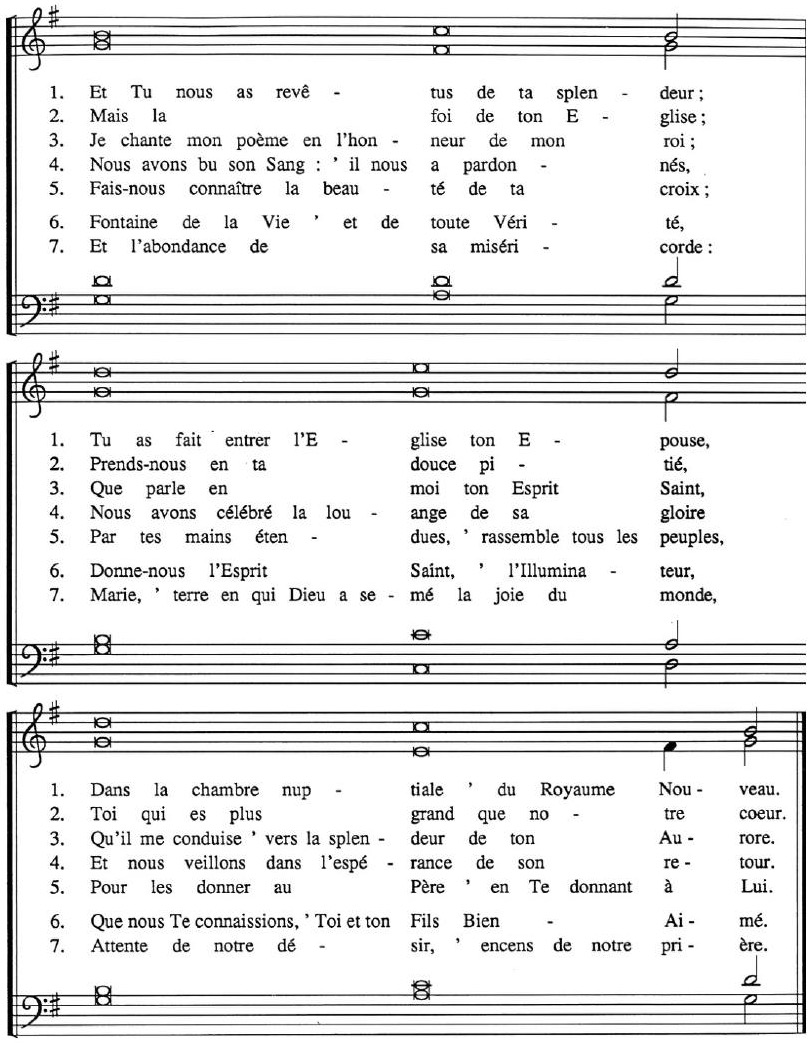 1. Et Tu nous as revê - tus de ta splen - deur ;
2. Mais la foi de ton E - glise ;
3. Je chante mon poème en l'hon - neur de mon roi ;
4. Nous avons bu son Sang : ' il nous a pardon - nés,
5. Fais-nous connaître la beau - té de ta croix ;
6. Fontaine de la Vie ' et de toute Véri - té,
7. Et l'abondance de sa miséri - corde :
1. Tu as fait entrer l'E - glise ton E - pouse,
2. Prends-nous en ta douce pi - tié,
3. Que parle en moi ton Esprit Saint,
4. Nous avons célébré la lou - ange de sa gloire
5. Par tes mains éten - dues, ' rassemble tous les peuples,
6. Donne-nous l'Esprit Saínt, ' l'Illumina - teur,
7. Marie, ' terre en qui Dieu a se - mé la joie du monde,
1. Dans la chambre nup - tiale ' du Royaume Nou - veau.
2. Toi qui es plus grand que no - tre coeur.
3. Qu'il me conduise ' vers la splen - deur de ton Au - rore.
4. Et nous veillons dans l'espé - rance de son re - tour.
5. Pour les donner au Père ' en Te donnant à Lui.
6. Que nous Te connaissions, ' Toi et ton Fils Bien - Ai - mé.
7. Attente de notre dé - sir, ' encens de notre pri - ère.